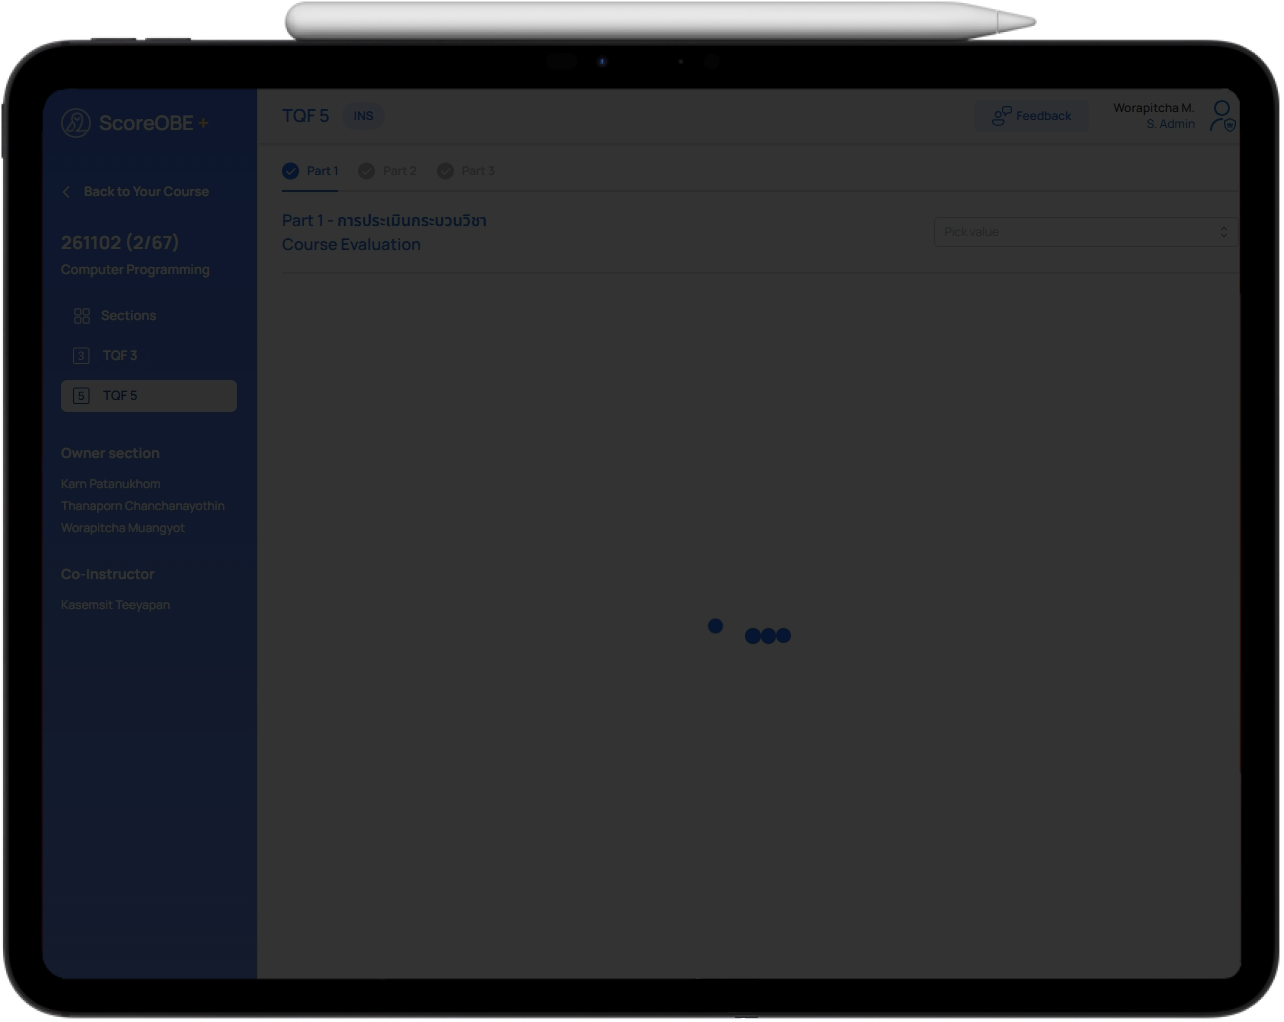 ScoreOBE +
Back to Your Course
261102 (2/67)
Computer Programming
Sections
3 TQF 3
5 TQF 5
Owner section
Karn Patanukhom
Thanaporn Chanchanayothin
Worapitcha Muangyot
Co-Instructor
Kasemsit Teeyapan
TQF 5 INS
Feedback
Worapitcha M.
S. Admin
Part 1 Part 2 Part 3
Part 1 - การประเมินกระบวนวิชา
Course Evaluation
Pick value